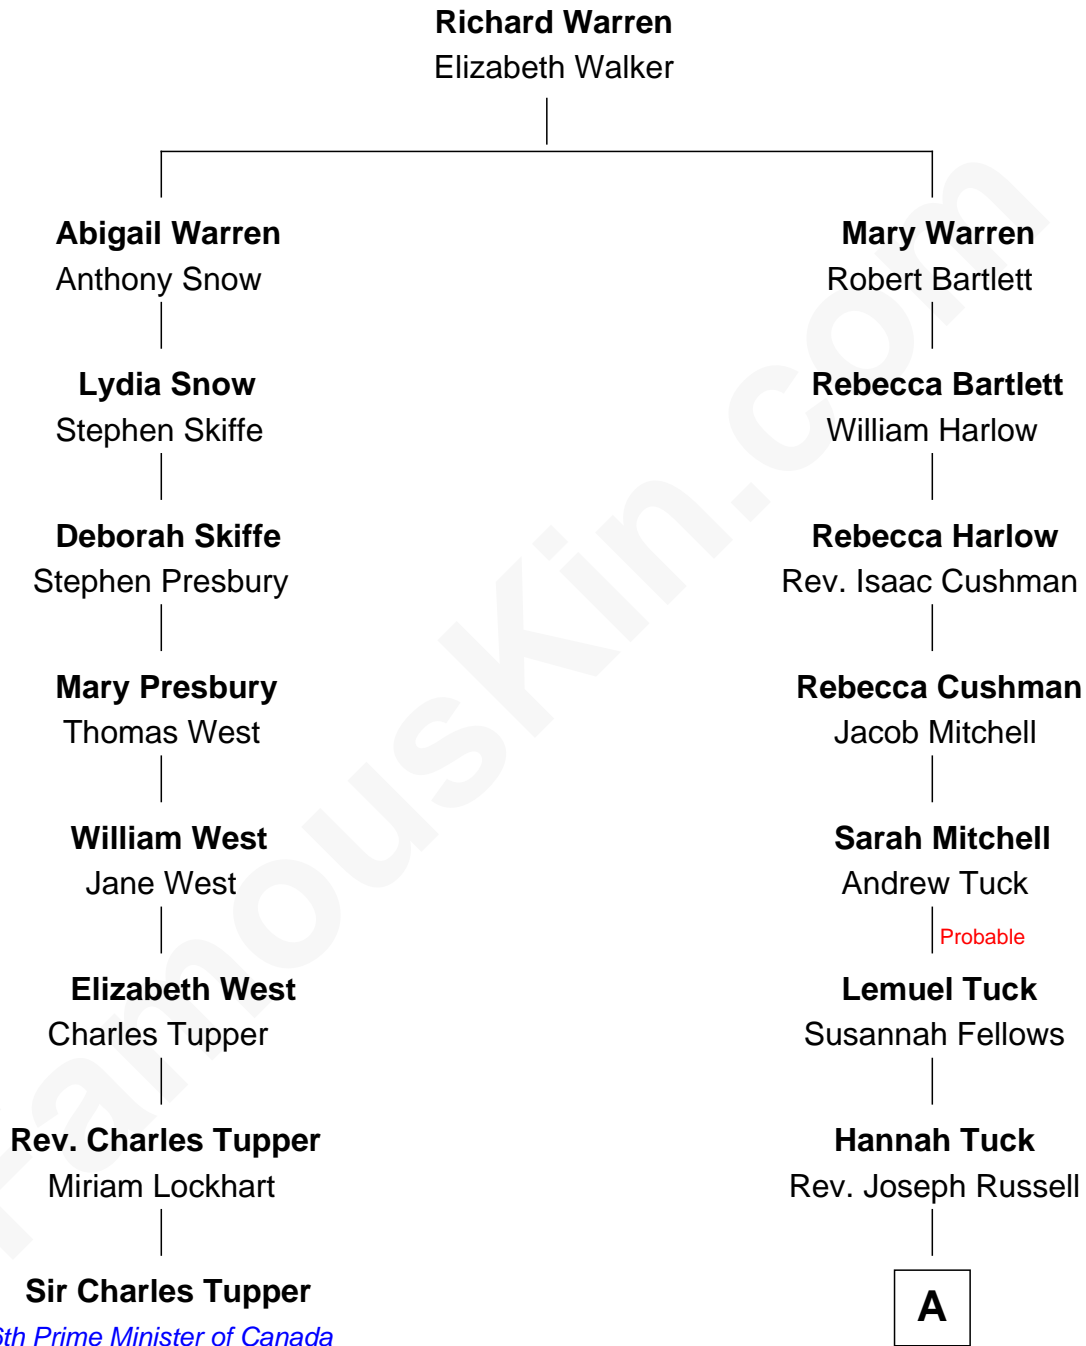 Richard Warren
Elizabeth Walker
Abigail Warren
Anthony Snow
Mary Warren
Robert Bartlett
Lydia Snow
Stephen Skiffe
Rebecca Bartlett
William Harlow
Deborah Skiffe
Stephen Presbury
Rebecca Harlow
Rev. Isaac Cushman
Mary Presbury
Thomas West
Rebecca Cushman
Jacob Mitchell
William West
Jane West
Sarah Mitchell
Andrew Tuck
Probable
Elizabeth West
Charles Tupper
Lemuel Tuck
Susannah Fellows
Rev. Charles Tupper
Miriam Lockhart
Hannah Tuck
Rev. Joseph Russell
Sir Charles Tupper
6th Prime Minister of Canada
A
FamousKin.com